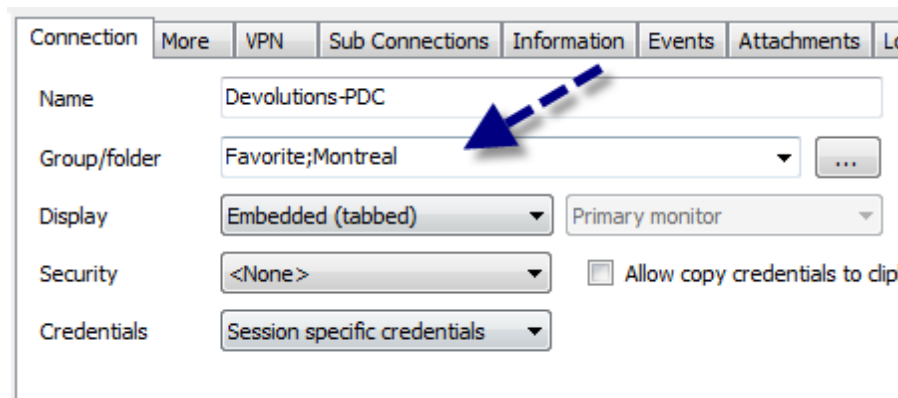 Connection More VPN Sub Connections Information Events Attachments
Name Devolutions-PDC
Group/folder Favorite;Montreal ...
Display Embedded (tabbed) Primary monitor
Security <None> Allow copy credentials to
Credentials Session specific credentials